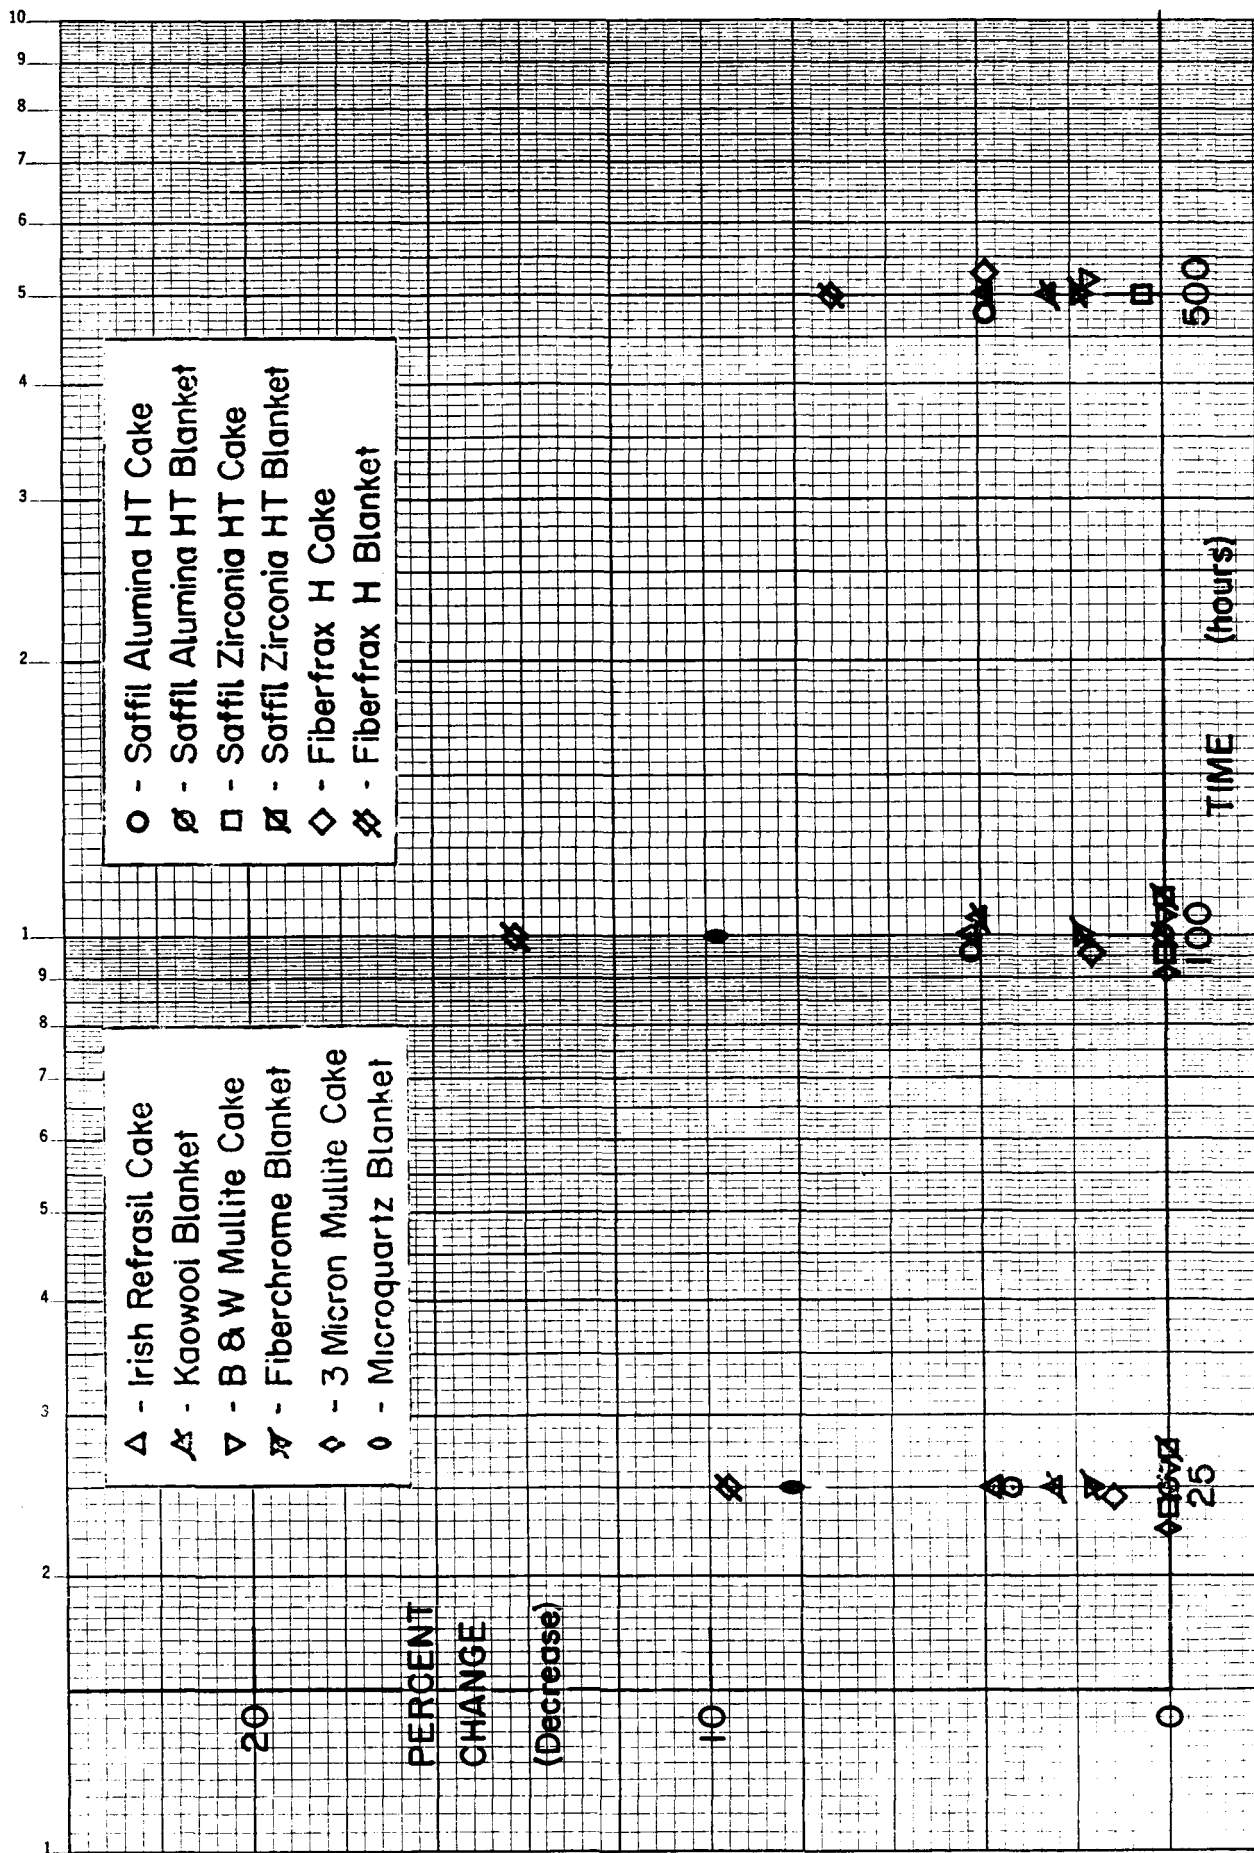 10
9
8
7
6
5
4
3
2
1
9
8
7
6
5
4
3
2
1
PERCENT
CHANGE
(Decrease)
20
10
0
△ - Irish Refrasil Cake
- Kaowool Blanket
▽ - B & W Mullite Cake
- Fiberchrome Blanket
◇ - 3 Micron Mullite Cake
- Microquartz Blanket
○ - Saffil Alumina HT Cake
- Saffil Alumina HT Blanket
□ - Saffil Zirconia HT Cake
- Saffil Zirconia HT Blanket
◇ - Fiberfrax H Cake
- Fiberfrax H Blanket
25
100
500
TIME (hours)